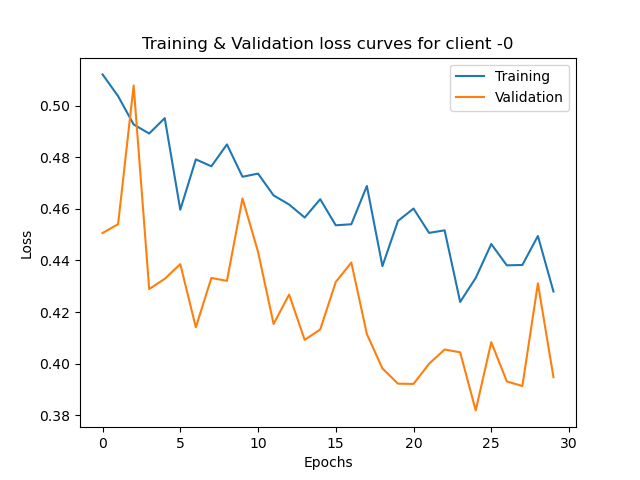 Training & Validation loss curves for client -0
Training
Validation
Loss
0.50
0.48
0.46
0.44
0.42
0.40
0.38
0 5 10 15 20 25 30
Epochs